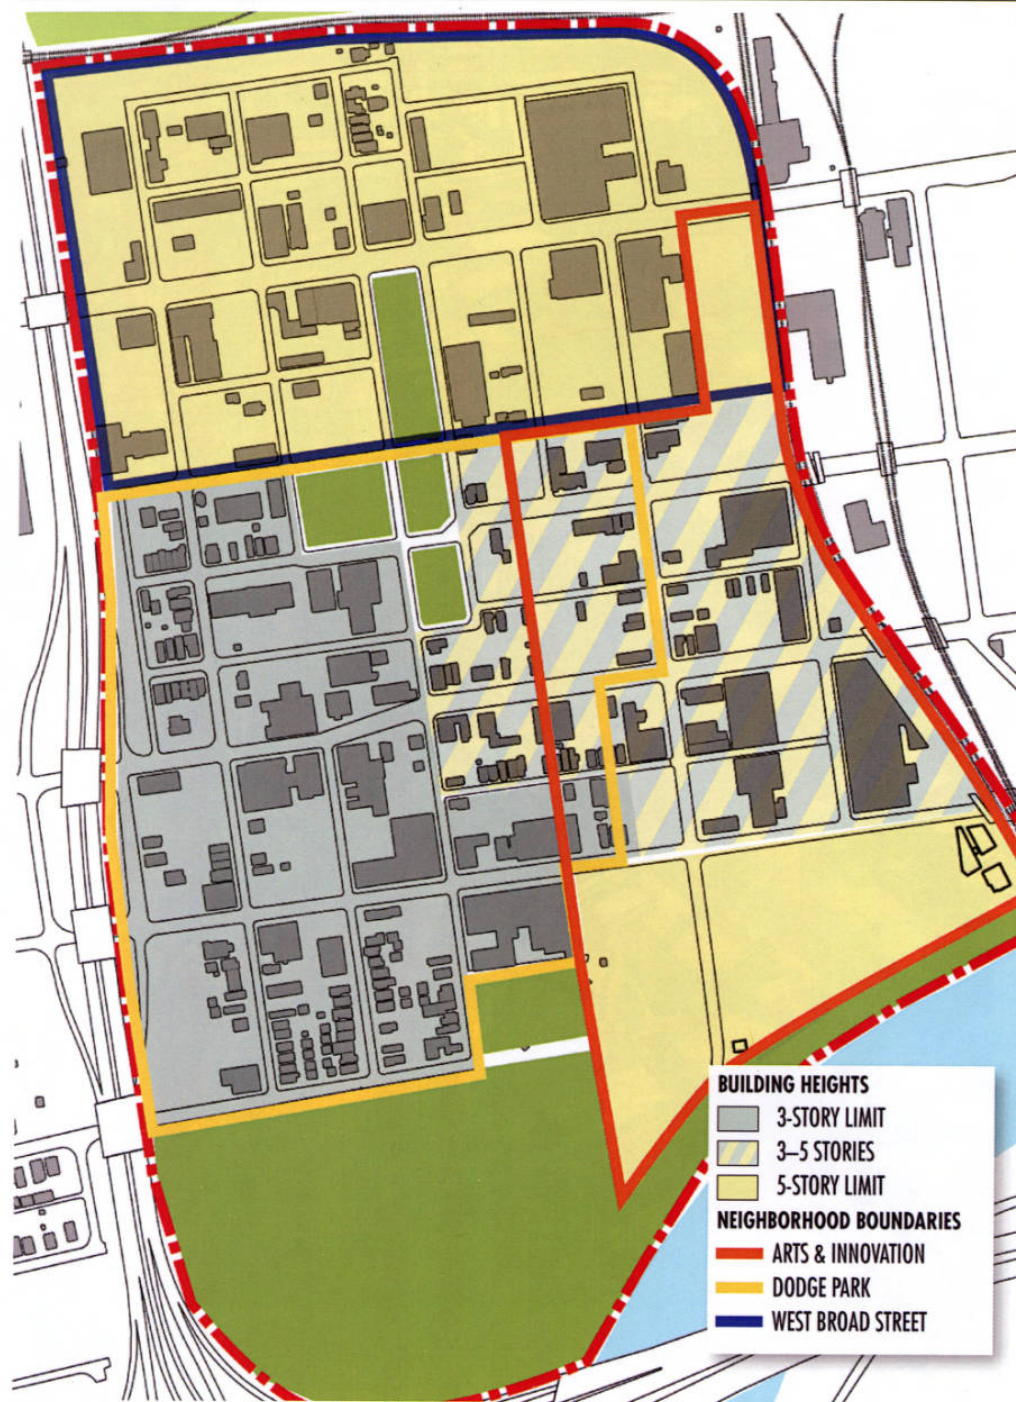 BUILDING HEIGHTS
3-STORY LIMIT
3–5 STORIES
5-STORY LIMIT
NEIGHBORHOOD BOUNDARIES
ARTS & INNOVATION
DODGE PARK
WEST BROAD STREET